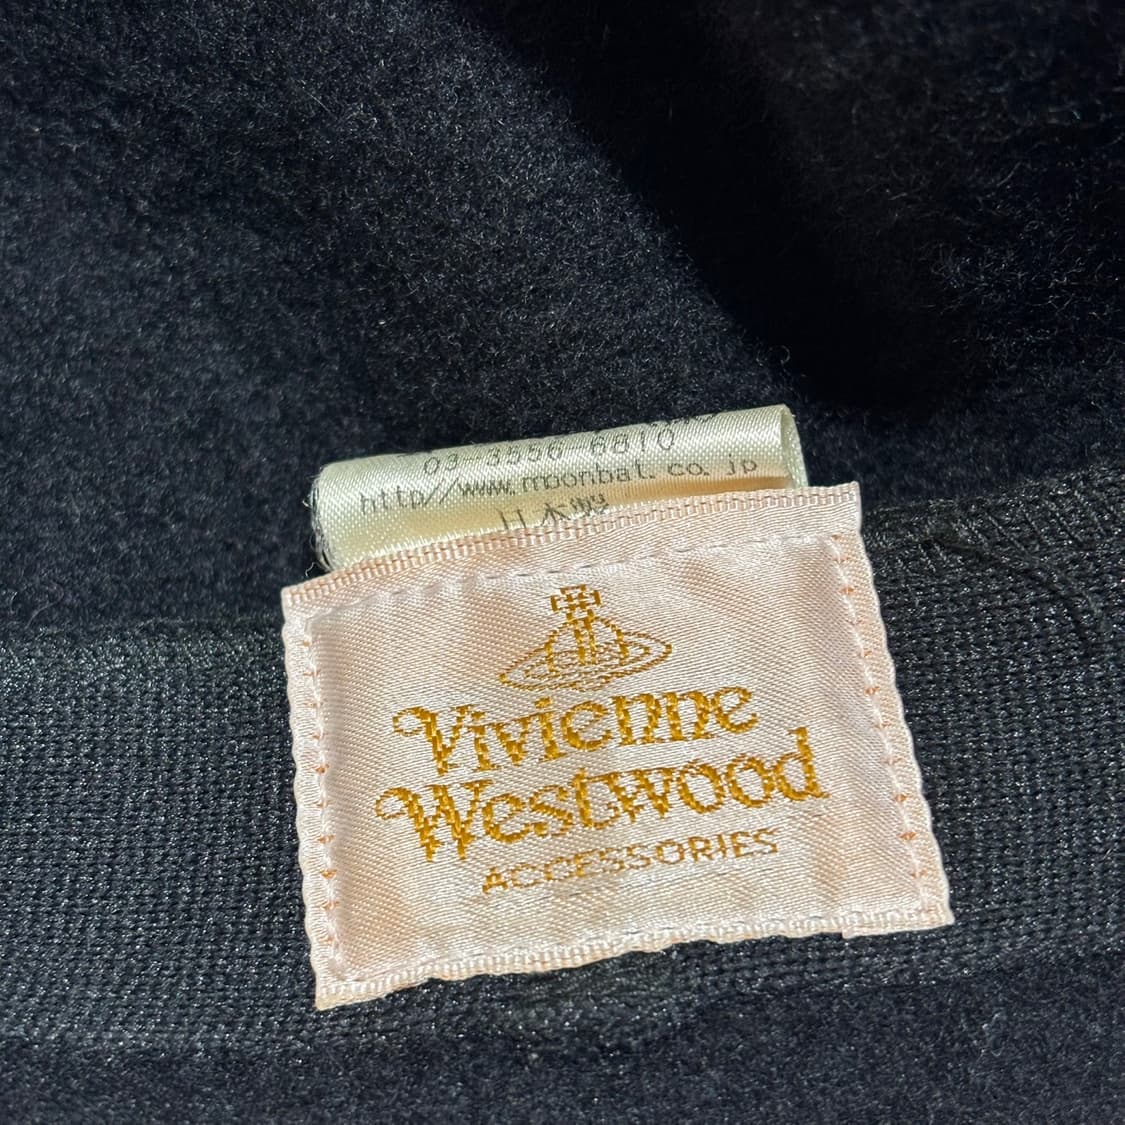 03-3556-6810
http//www.moonbat.co.jp
日本製
Vivienne
Westwood
ACCESSORIES